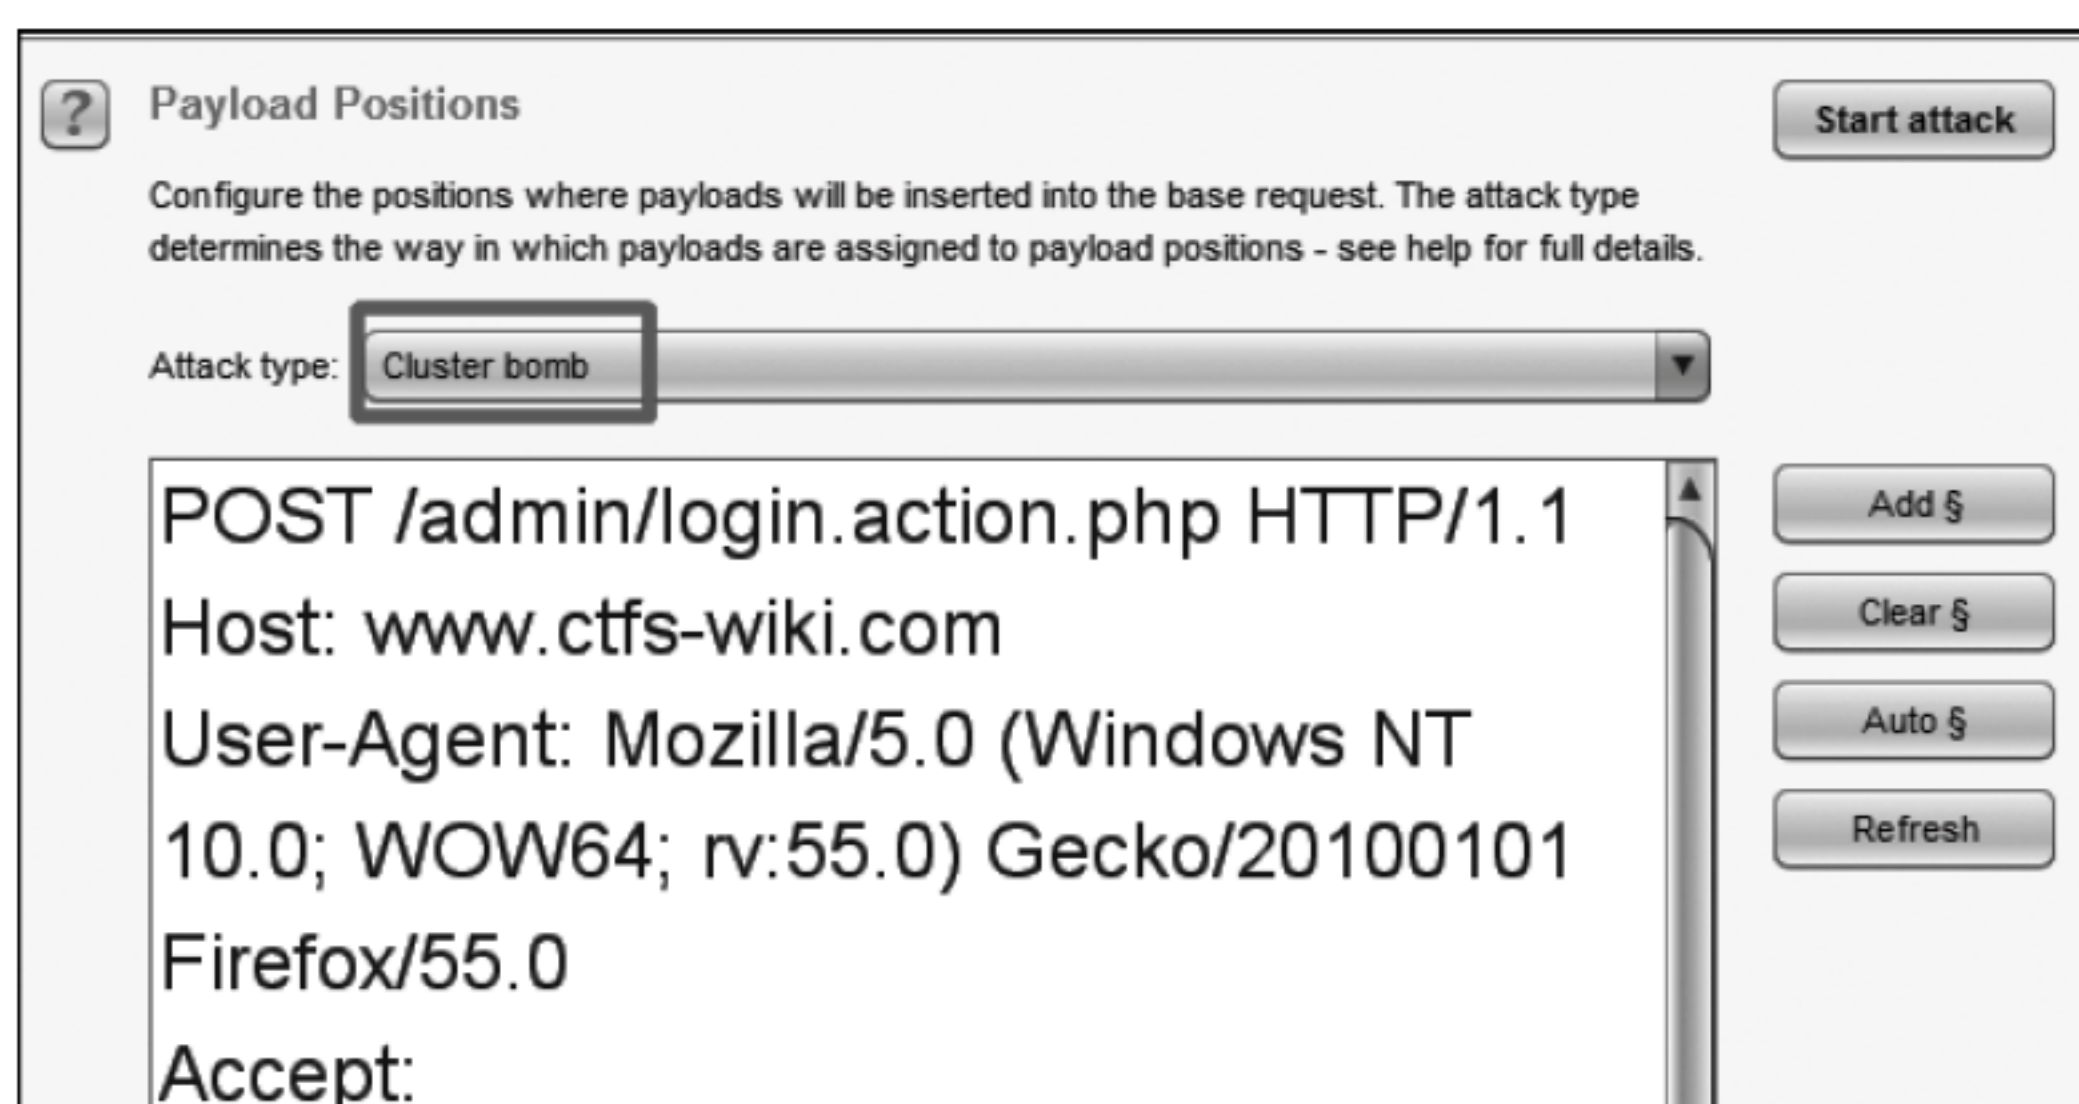 ?
Payload Positions
Start attack
Configure the positions where payloads will be inserted into the base request. The attack type
determines the way in which payloads are assigned to payload positions - see help for full details.
Attack type: Cluster bomb
POST /admin/login.action.php HTTP/1.1
Host: www.ctfs-wiki.com
User-Agent: Mozilla/5.0 (Windows NT
10.0; WOW64; rv:55.0) Gecko/20100101
Firefox/55.0
Accept:
Add §
Clear §
Auto §
Refresh